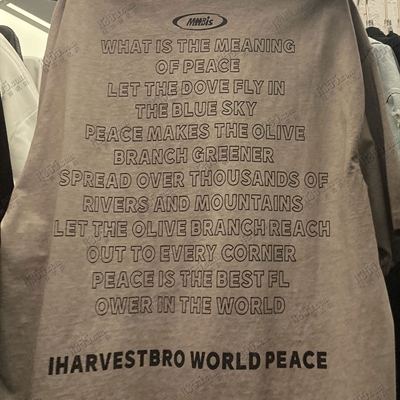 WHAT IS THE MEANING
OF PEACE
LET THE DOVE FLY IN
THE BLUE SKY
PEACE MAKES THE OLIVE
BRANCH GREENER
SPREAD OVER THOUSANDS OF
RIVERS AND MOUNTAINS
LET THE OLIVE BRANCH REACH
OUT TO EVERY CORNER
PEACE IS THE BEST FL
OWER IN THE WORLD
IHARVESTBRO WORLD PEACE